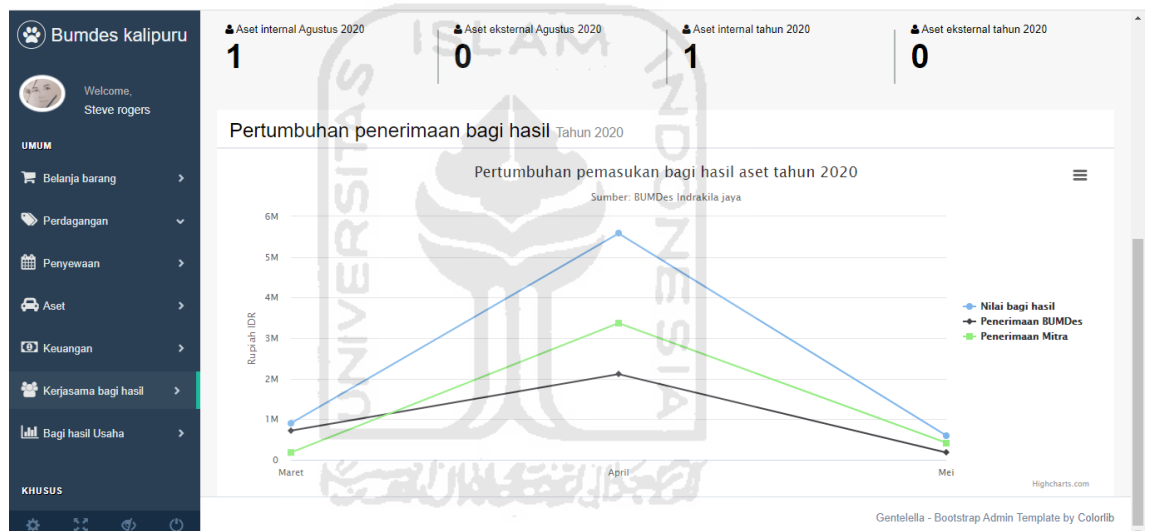 Bumdes kalipuru
Welcome,
Steve rogers
UMUM
Belanja barang
Perdagangan
Penyewaan
Aset
Keuangan
Kerjasama bagi hasil
Bagi hasil Usaha
KHUSUS
Aset internal Agustus 2020
1
Aset eksternal Agustus 2020
0
Aset internal tahun 2020
1
Aset eksternal tahun 2020
0
Pertumbuhan penerimaan bagi hasil Tahun 2020
Pertumbuhan pemasukan bagi hasil aset tahun 2020
Sumber: BUMDes Indrakila jaya
Rupiah IDR
6M
5M
4M
3M
2M
1M
0
Maret
April
Mei
Nilai bagi hasil
Penerimaan BUMDes
Penerimaan Mitra
Highcharts.com
Gentelella - Bootstrap Admin Template by Colorlib
UNIVERSITAS
ISLAM
INDONESIA